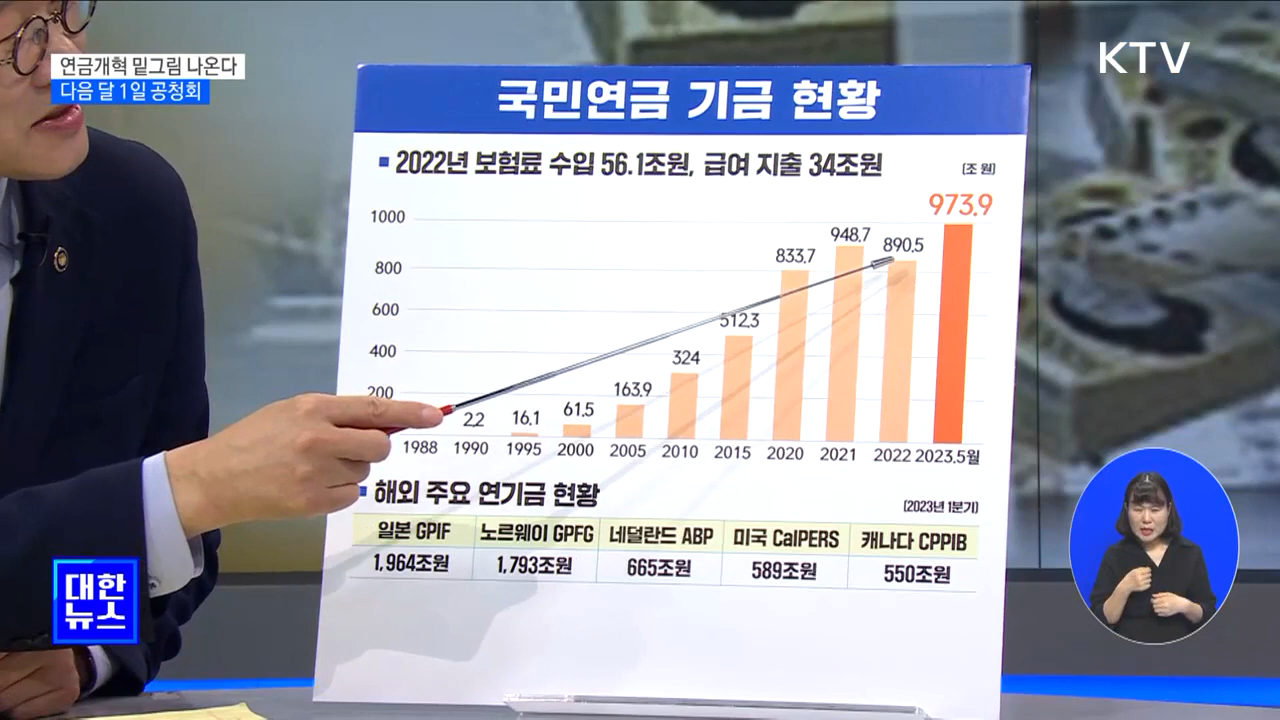 연금개혁 밑그림 나온다
다음 달 1일 공청회
KTV
국민연금 기금 현황
2022년 보험료 수입 56.1조원, 급여 지출 34조원
(조 원)
1000
800
600
400
200
2.2
16.1
61.5
163.9
324
512.3
833.7
948.7
890.5
973.9
1988 1990 1995 2000 2005 2010 2015 2020 2021 2022 2023.5월
해외 주요 연기금 현황
(2023년 1분기)
일본 GPIF 노르웨이 GPFG 네덜란드 ABP 미국 CalPERS 캐나다 CPPIB
1,964조원 1,793조원 665조원 589조원 550조원
대한
뉴스